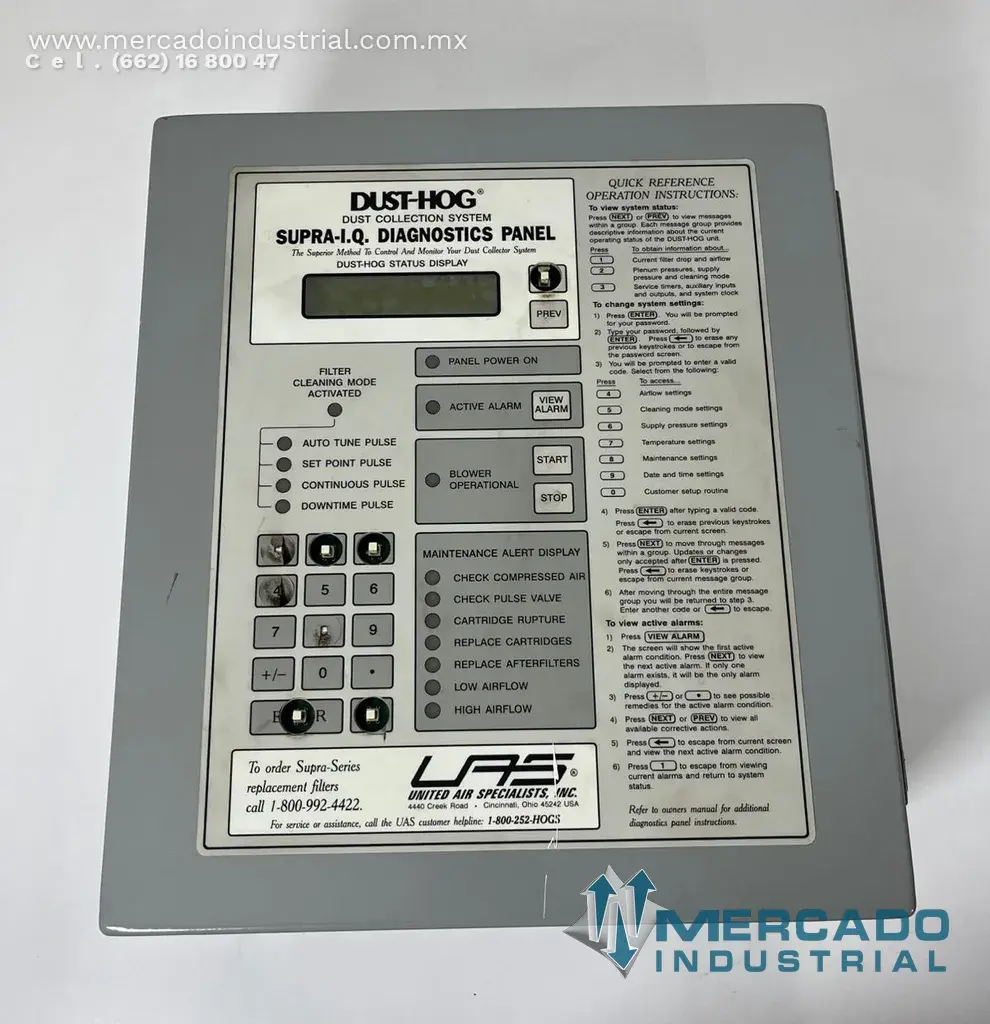 www.mercadoindustrial.com.mx
Cel. (662) 16 800 47
DUST-HOG®
DUST COLLECTION SYSTEM
SUPRA-I.Q. DIAGNOSTICS PANEL
The Superior Method To Control And Monitor Your Dust Collector System
DUST-HOG STATUS DISPLAY
PREV
FILTER
CLEANING MODE
ACTIVATED
AUTO TUNE PULSE
SET POINT PULSE
CONTINUOUS PULSE
DOWNTIME PULSE
PANEL POWER ON
ACTIVE ALARM
VIEW
ALARM
BLOWER
OPERATIONAL
START
STOP
4 5 6
7 9
+/- 0 •
E R
MAINTENANCE ALERT DISPLAY
CHECK COMPRESSED AIR
CHECK PULSE VALVE
CARTRIDGE RUPTURE
REPLACE CARTRIDGES
REPLACE AFTERFILTERS
LOW AIRFLOW
HIGH AIRFLOW
To order Supra-Series
replacement filters
call 1-800-992-4422.
UAS®
UNITED AIR SPECIALISTS, INC.
4440 Creek Road • Cincinnati, Ohio 45242 USA
For service or assistance, call the UAS customer helpline: 1-800-252-HOGS
QUICK REFERENCE
OPERATION INSTRUCTIONS:
To view system status:
Press NEXT or PREV to view messages
within a group. Each message group provides
descriptive information about the current
operating status of the DUST-HOG unit.
Press To obtain information about...
1 Current filter drop and airflow
2 Plenum pressures, supply
pressure and cleaning mode
3 Service timers, auxiliary inputs
and outputs, and system clock
To change system settings:
1) Press ENTER. You will be prompted
for your password.
2) Type your password, followed by
ENTER. Press ← to erase any
previous keystrokes or to escape from
the password screen.
3) You will be prompted to enter a valid
code. Select from the following:
Press To access...
4 Airflow settings
5 Cleaning mode settings
6 Supply pressure settings
7 Temperature settings
8 Maintenance settings
9 Date and time settings
0 Customer setup routine
4) Press ENTER after typing a valid code.
Press ← to erase previous keystrokes
or escape from current screen.
5) Press NEXT to move through messages
within a group. Updates or changes
only accepted after ENTER is pressed.
Press ← to erase keystrokes or
escape from current message group.
6) After moving through the entire message
group you will be returned to step 3.
Enter another code or ← to escape.
To view active alarms:
1) Press VIEW ALARM
2) The screen will show the first active
alarm condition. Press NEXT to view
the next active alarm. If only one
alarm exists, it will be the only alarm
displayed.
3) Press +/- or • to see possible
remedies for the active alarm condition.
4) Press NEXT or PREV to view all
available corrective actions.
5) Press ← to escape from current screen
and view the next active alarm condition.
6) Press 1 to escape from viewing
current alarms and return to system
status.
Refer to owners manual for additional
diagnostics panel instructions.
MERCADO
INDUSTRIAL